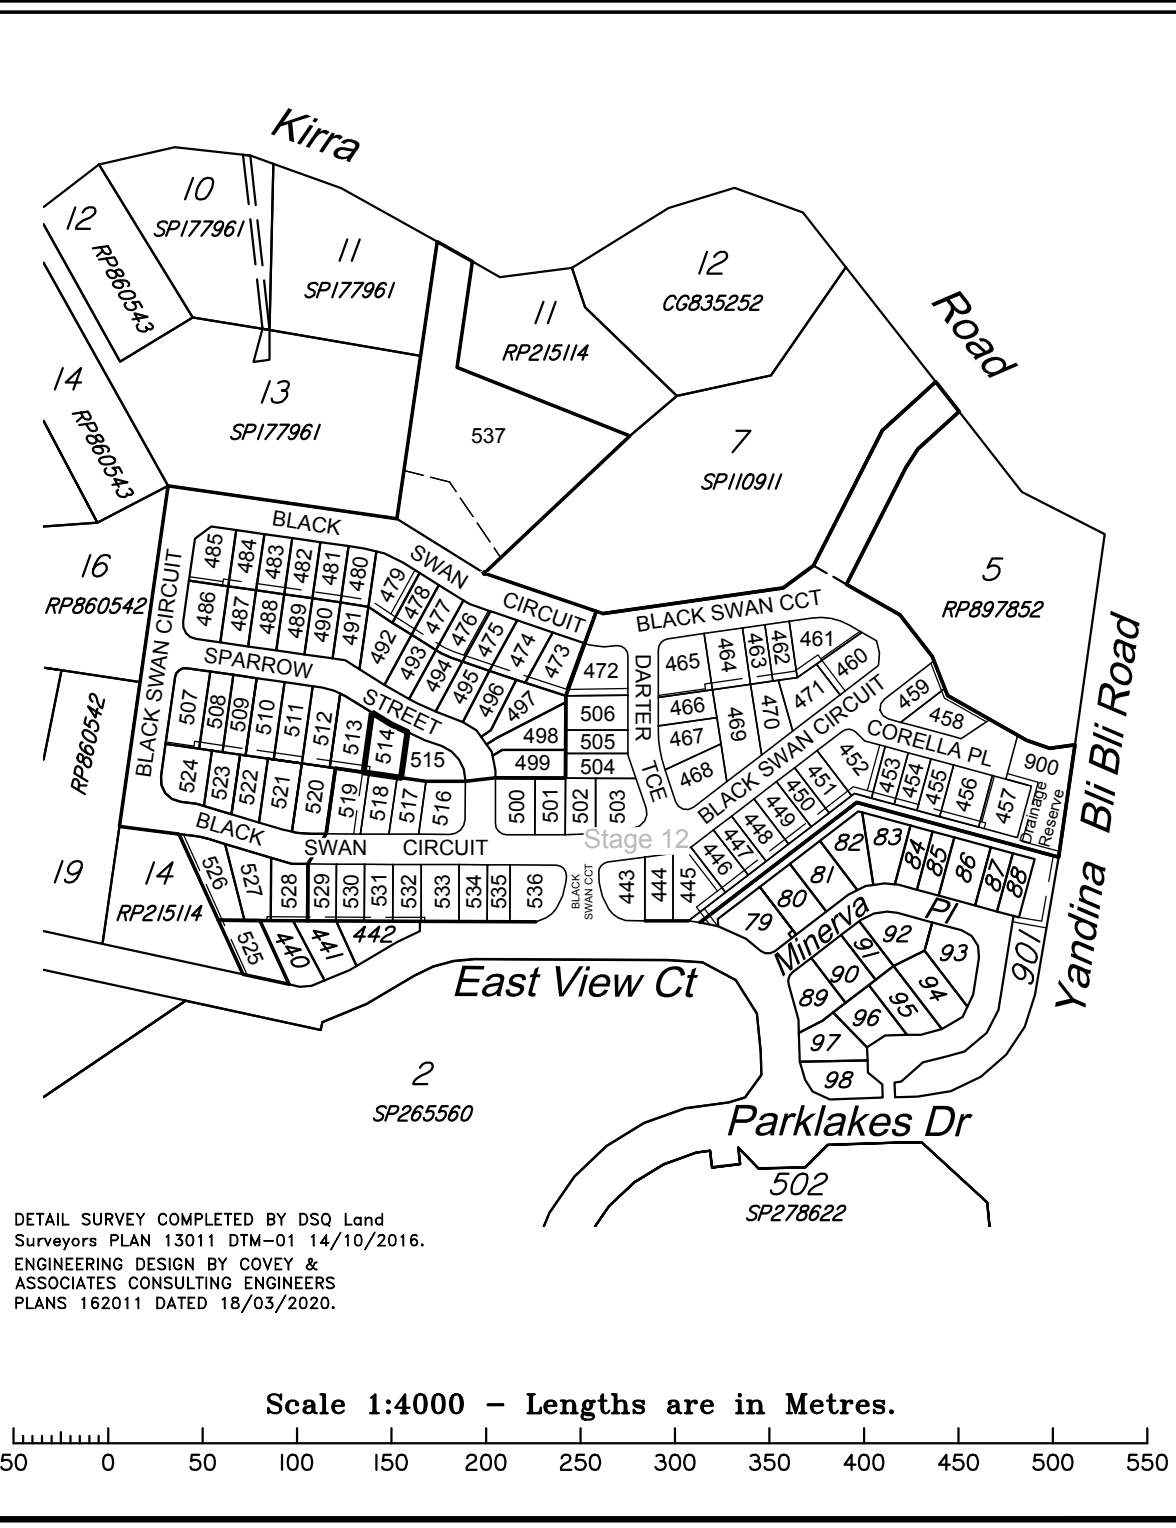 Kirra
10
SP177961
12
RP860543
11
SP177961
12
CG835252
11
RP215114
Road
14
RP860543
13
SP177961
537
7
SP110911
16
RP860542
5
RP897852
BLACK
SWAN
CIRCUIT
BLACK SWAN CCT
BLACK SWAN CIRCUIT
485
484
483
482
481
480
479
478
477
476
475
474
473
472
486
487
488
489
490
491
492
493
494
495
496
497
498
499
465
464
463
462
461
460
459
458
466
467
468
469
470
471
DARTER
TCE
506
505
504
SPARROW
STREET
507
508
509
510
511
512
513
514
515
524
523
522
521
520
519
518
517
516
500
501
502
503
BLACK SWAN CIRCUIT
CORELLA PL
452
451
450
449
448
447
446
453
454
455
456
457
900
Drainage
Reserve
RP860542
BLACK
SWAN
CIRCUIT
Stage 12
19
14
RP215114
526
527
528
529
530
531
532
533
534
535
536
BLACK
SWAN CCT
443
444
445
525
440
441
442
82
83
84
85
86
87
88
81
80
79
Minerva
Pl
89
90
91
92
93
94
95
96
97
98
901
Yandina Bli Bli Road
East View Ct
2
SP265560
Parklakes Dr
502
SP278622
DETAIL SURVEY COMPLETED BY DSQ Land
Surveyors PLAN 13011 DTM-01 14/10/2016.
ENGINEERING DESIGN BY COVEY &
ASSOCIATES CONSULTING ENGINEERS
PLANS 162011 DATED 18/03/2020.
Scale 1:4000 - Lengths are in Metres.
50 0 50 100 150 200 250 300 350 400 450 500 550